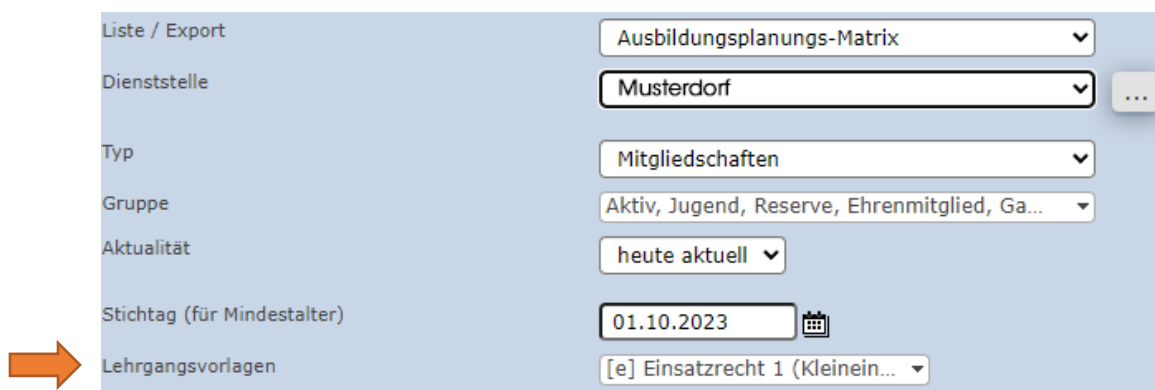 Liste / Export Ausbildungsplanungs-Matrix
Dienststelle Musterdorf ...
Typ Mitgliedschaften
Gruppe Aktiv, Jugend, Reserve, Ehrenmitglied, Ga...
Aktualität heute aktuell
Stichtag (für Mindestalter) 01.10.2023
Lehrgangsvorlagen [e] Einsatzrecht 1 (Kleinein...